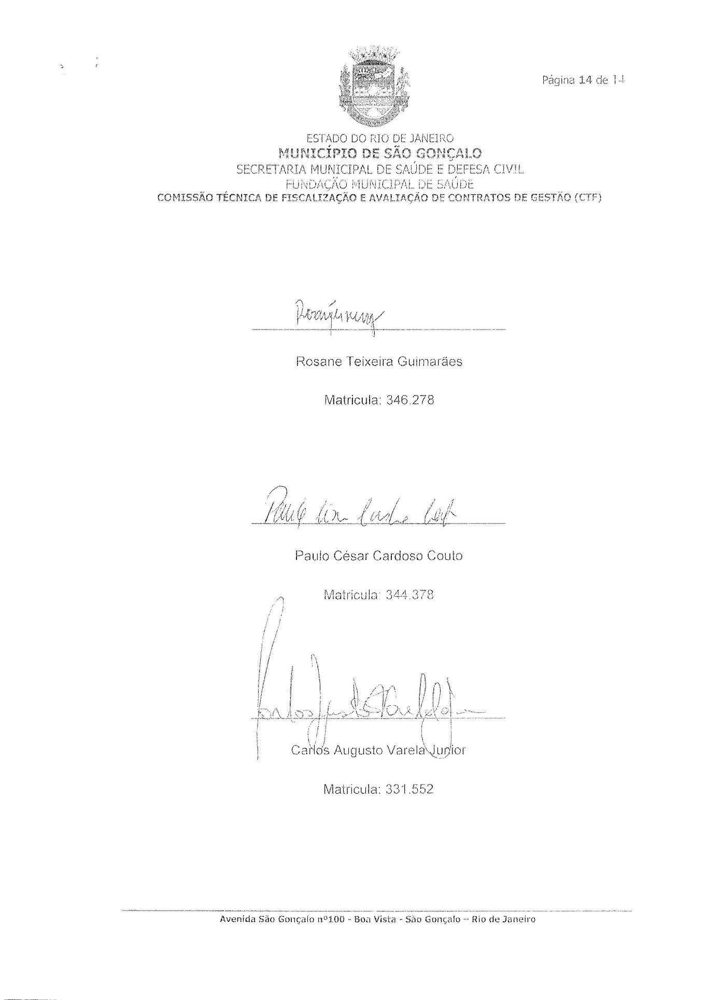 Página 14 de 14
ESTADO DO RIO DE JANEIRO
MUNICÍPIO DE SÃO GONÇALO
SECRETARIA MUNICIPAL DE SAÚDE E DEFESA CIVIL
FUNDAÇÃO MUNICIPAL DE SAÚDE
COMISSÃO TÉCNICA DE FISCALIZAÇÃO E AVALIAÇÃO DE CONTRATOS DE GESTÃO (CTF)
Rosane Teixeira Guimarães
Matricula: 346.278
Paulo César Cardoso Couto
Matricula: 344.378
Carlos Augusto Varela Junior
Matricula: 331.552
Avenida São Gonçalo nº100 - Boa Vista - São Gonçalo – Rio de Janeiro